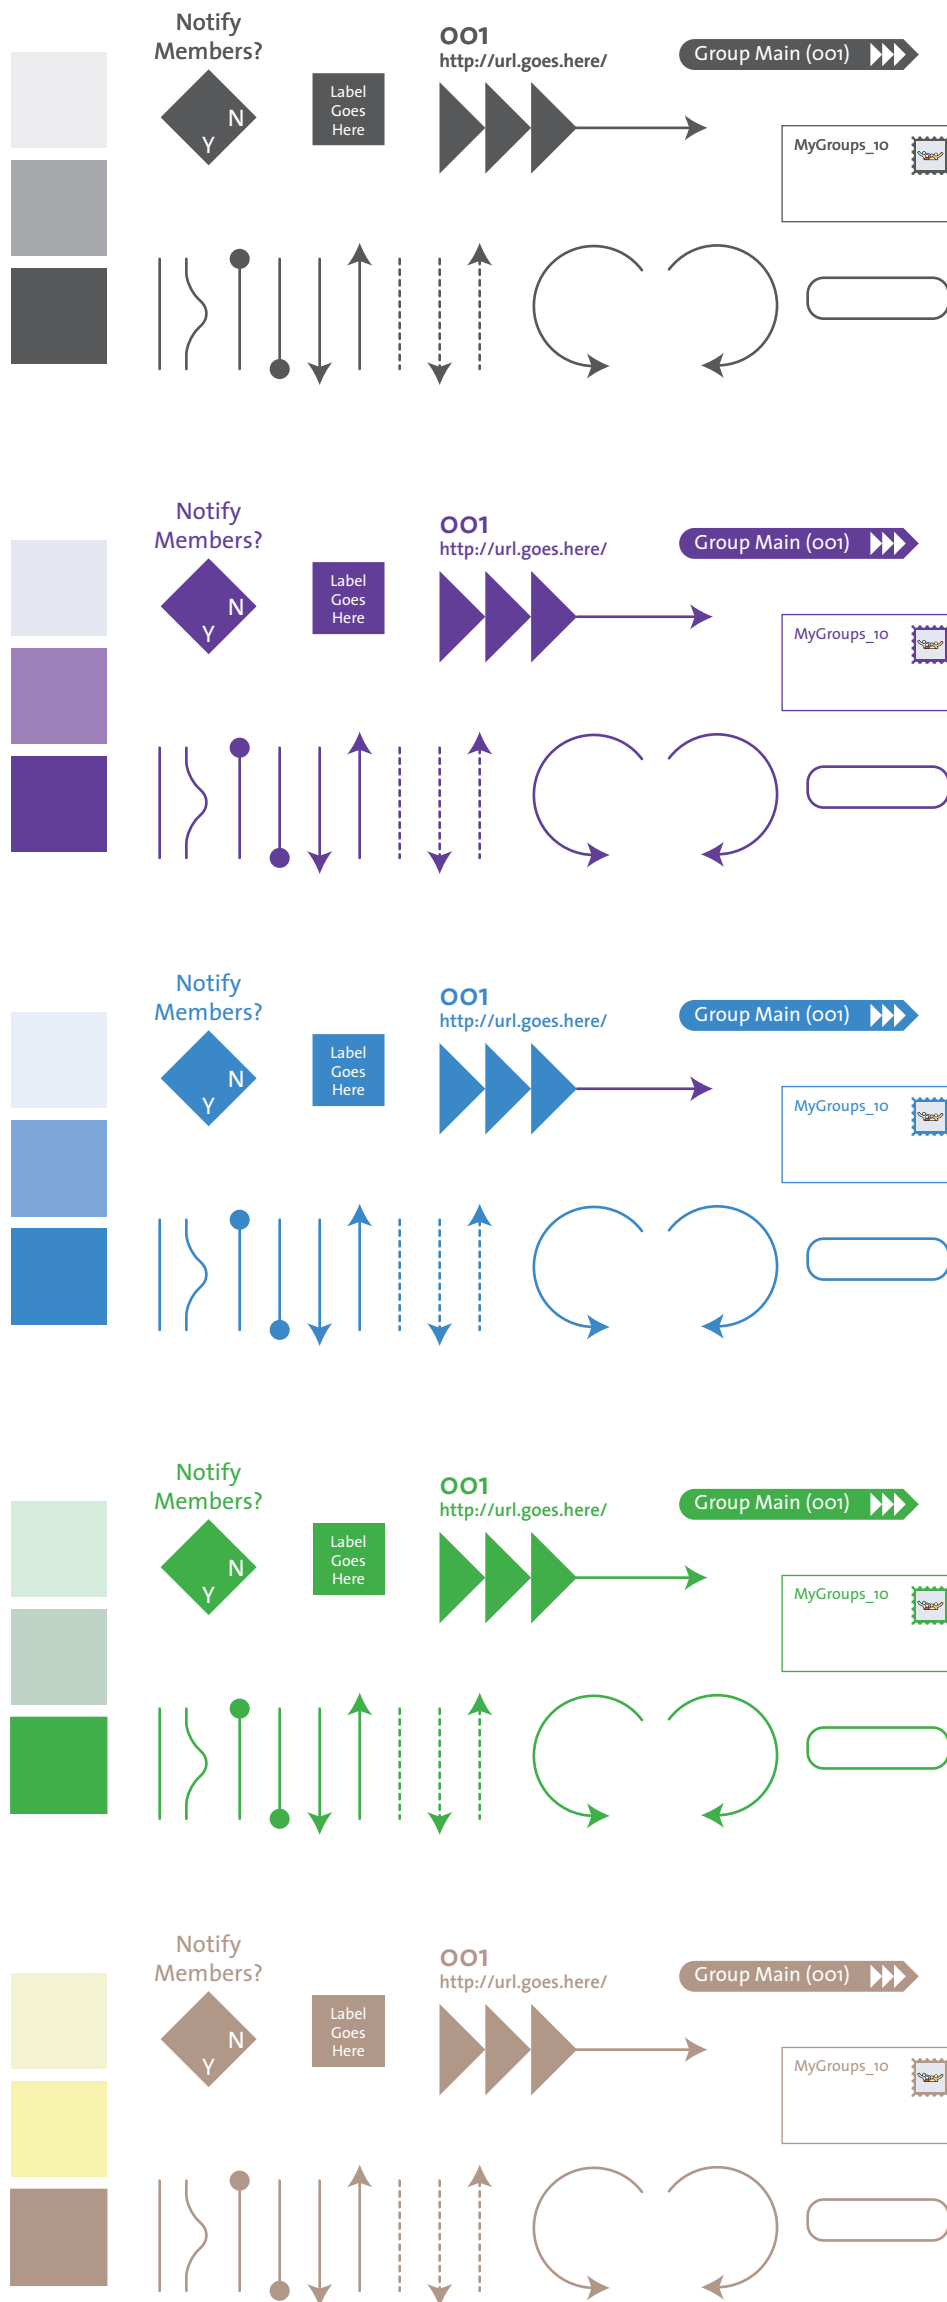 Notify
Members?
N
Y
Label
Goes
Here
001
http://url.goes.here/
Group Main (001)
MyGroups_10
Notify
Members?
N
Y
Label
Goes
Here
001
http://url.goes.here/
Group Main (001)
MyGroups_10
Notify
Members?
N
Y
Label
Goes
Here
001
http://url.goes.here/
Group Main (001)
MyGroups_10
Notify
Members?
N
Y
Label
Goes
Here
001
http://url.goes.here/
Group Main (001)
MyGroups_10
Notify
Members?
N
Y
Label
Goes
Here
001
http://url.goes.here/
Group Main (001)
MyGroups_10